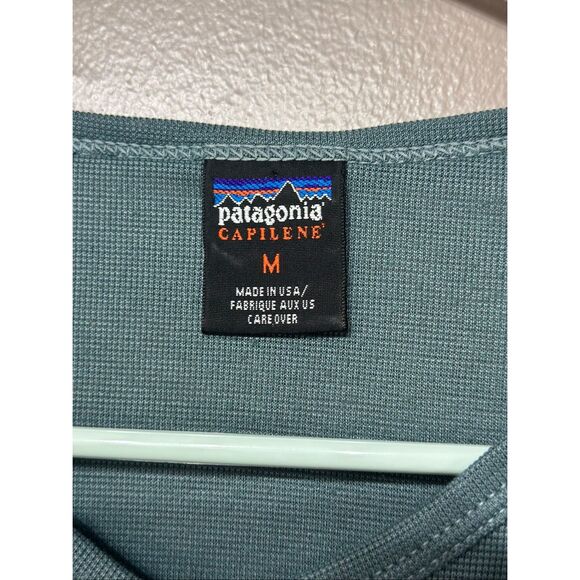 patagonia®
CAPILENE®
M
MADE IN USA/
FABRIQUE AUX US
CARE OVER